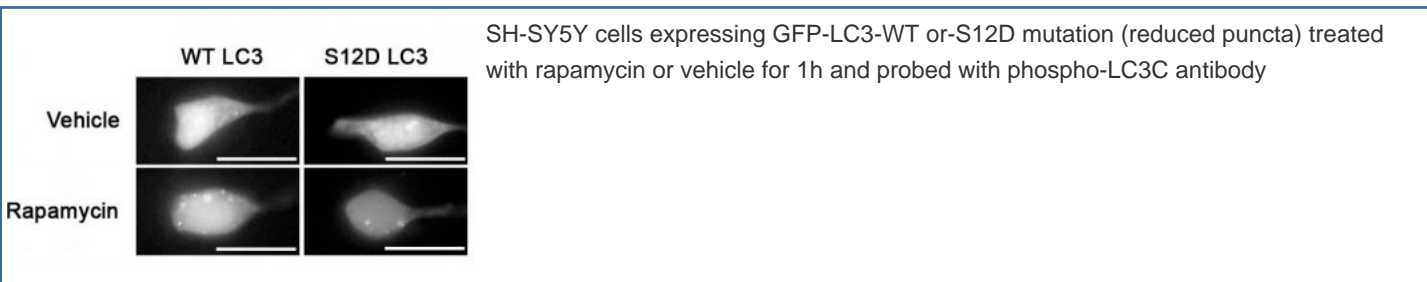 WT LC3 S12D LC3
Vehicle
Rapamycin
SH-SY5Y cells expressing GFP-LC3-WT or-S12D mutation (reduced puncta) treated
with rapamycin or vehicle for 1h and probed with phospho-LC3C antibody